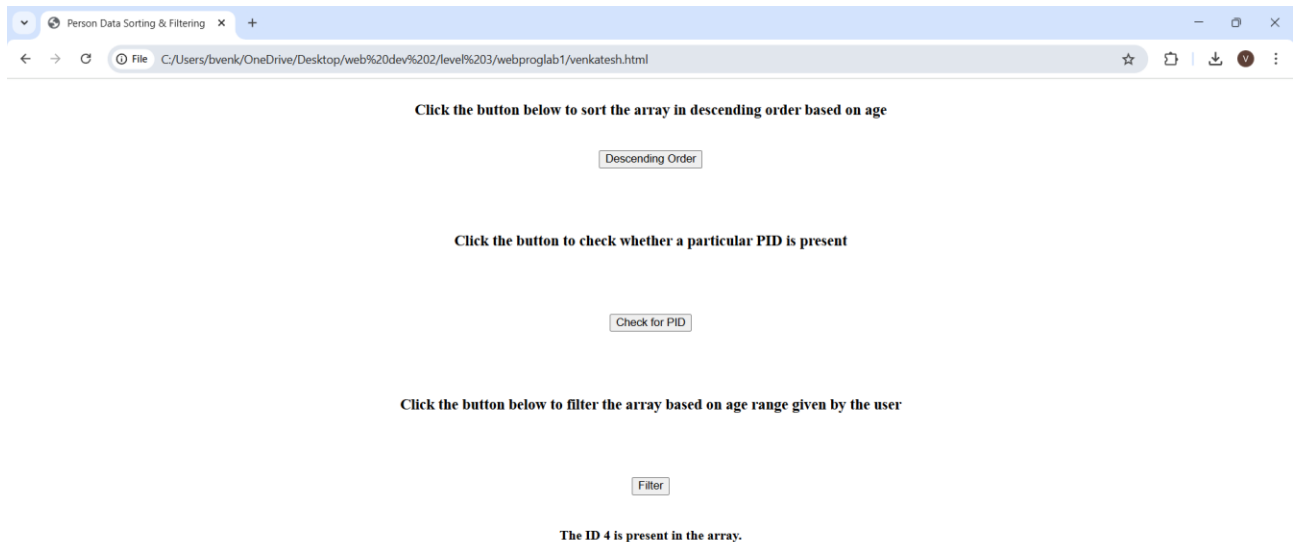 Person Data Sorting & Filtering
File C:/Users/bvenk/OneDrive/Desktop/web%20dev%202/level%203/webproglab1/venkatesh.html V
Click the button below to sort the array in descending order based on age
Descending Order
Click the button to check whether a particular PID is present
Check for PID
Click the button below to filter the array based on age range given by the user
Filter
The ID 4 is present in the array.